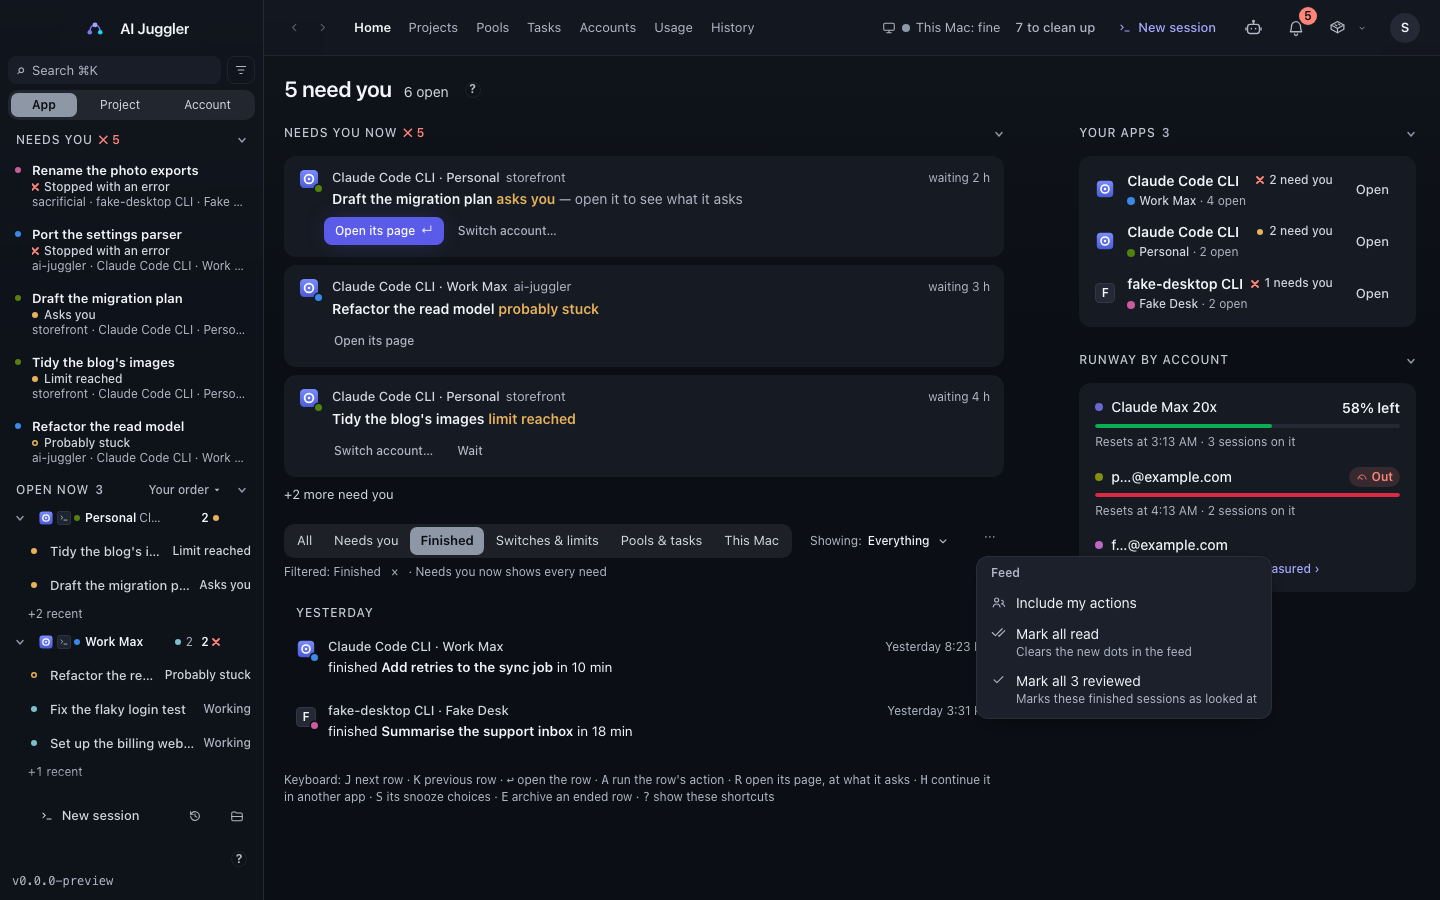 AI Juggler
Search ⌘K
App Project Account
NEEDS YOU 5
Rename the photo exports
Stopped with an error
sacrificial · fake-desktop CLI · Fake ...
Port the settings parser
Stopped with an error
ai-juggler · Claude Code CLI · Work ...
Draft the migration plan
Asks you
storefront · Claude Code CLI · Perso...
Tidy the blog's images
Limit reached
storefront · Claude Code CLI · Perso...
Refactor the read model
Probably stuck
ai-juggler · Claude Code CLI · Work ...
OPEN NOW 3 Your order
Personal Cl... 2
Tidy the blog's i... Limit reached
Draft the migration p... Asks you
+2 recent
Work Max 2 2
Refactor the re... Probably stuck
Fix the flaky login test Working
Set up the billing web... Working
+1 recent
New session
?
v0.0.0-preview
Home Projects Pools Tasks Accounts Usage History
This Mac: fine 7 to clean up New session 5 S
5 need you 6 open ?
NEEDS YOU NOW 5
Claude Code CLI · Personal storefront waiting 2 h
Draft the migration plan asks you — open it to see what it asks
Open its page ↵ Switch account...
Claude Code CLI · Work Max ai-juggler waiting 3 h
Refactor the read model probably stuck
Open its page
Claude Code CLI · Personal storefront waiting 4 h
Tidy the blog's images limit reached
Switch account... Wait
+2 more need you
All Needs you Finished Switches & limits Pools & tasks This Mac Showing: Everything ...
Filtered: Finished × · Needs you now shows every need
YESTERDAY
Claude Code CLI · Work Max Yesterday 8:23
finished Add retries to the sync job in 10 min
fake-desktop CLI · Fake Desk Yesterday 3:31
F
finished Summarise the support inbox in 18 min
Keyboard: J next row · K previous row · ↩ open the row · A run the row's action · R open its page, at what it asks · H continue it
in another app · S its snooze choices · E archive an ended row · ? show these shortcuts
YOUR APPS 3
Claude Code CLI 2 need you
Work Max · 4 open
Open
Claude Code CLI 2 need you
Personal · 2 open
Open
F
fake-desktop CLI 1 needs you
Fake Desk · 2 open
Open
RUNWAY BY ACCOUNT
Claude Max 20x 58% left
Resets at 3:13 AM · 3 sessions on it
p...@example.com Out
Resets at 4:13 AM · 2 sessions on it
f...@example.com
asured ›
Feed
Include my actions
Mark all read
Clears the new dots in the feed
Mark all 3 reviewed
Marks these finished sessions as looked at